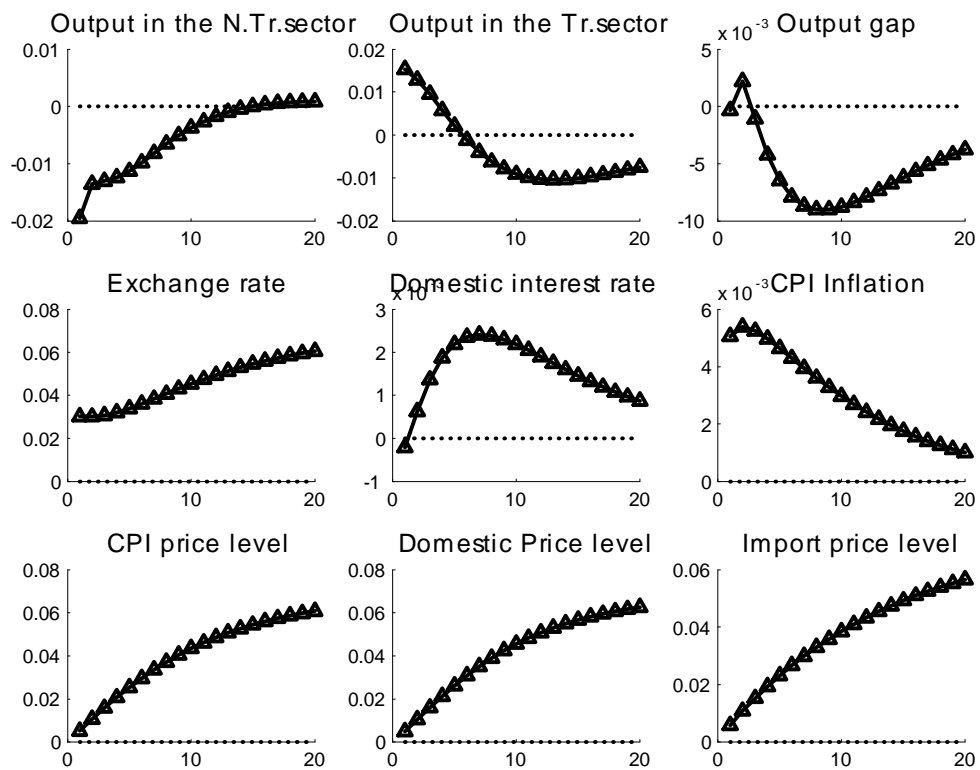 Output in the N.Tr.sector
0.01
0
-0.01
-0.02
0 10 20
Output in the Tr.sector
0.02
0.01
0
-0.01
-0.02
0 10 20
x 10⁻³ Output gap
5
0
-5
-10
0 10 20
Exchange rate
0.08
0.06
0.04
0.02
0
0 10 20
Domestic interest rate
x 10⁻³
3
2
1
0
-1
0 10 20
x 10⁻³ CPI Inflation
6
4
2
0
0 10 20
CPI price level
0.08
0.06
0.04
0.02
0
0 10 20
Domestic Price level
0.08
0.06
0.04
0.02
0
0 10 20
Import price level
0.06
0.04
0.02
0
0 10 20